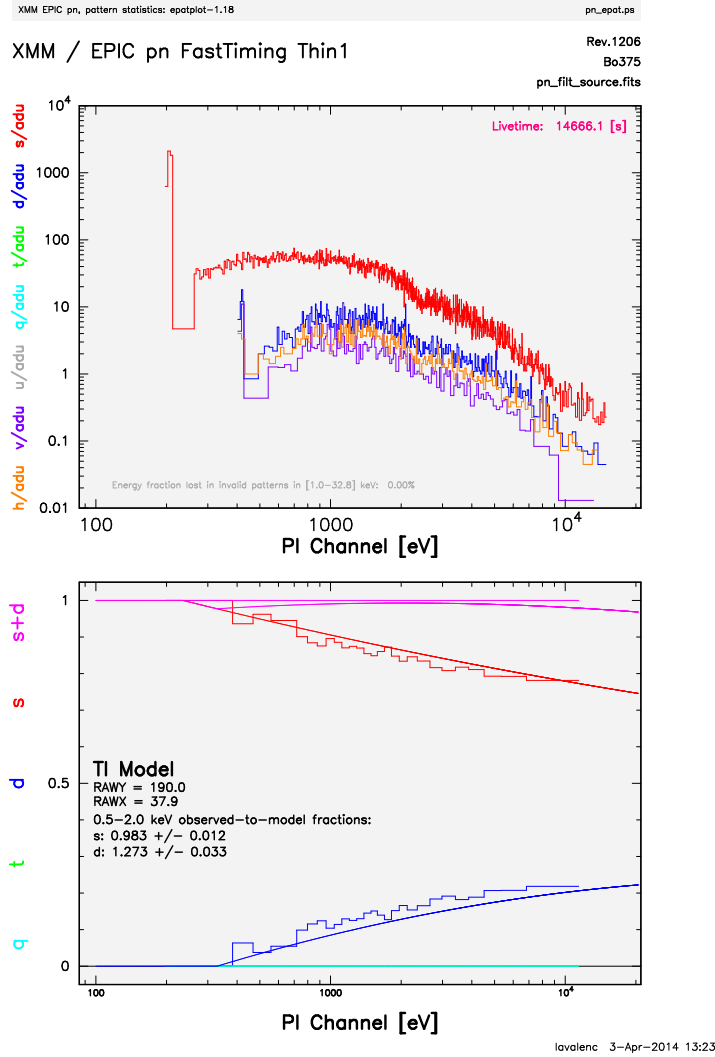 XMM EPIC pn, pattern statistics: epatplot-1.18 pn_epat.ps
XMM / EPIC pn FastTiming Thin1
Rev.1206
Bo375
pn_filt_source.fits
h/adu v/adu u/adu q/adu t/adu d/adu s/adu
Livetime: 14666.1 [s]
10^4
1000
100
10
1
0.1
0.01
Energy fraction lost in invalid patterns in [1.0-32.8] keV: 0.00%
100 1000 10^4
PI Channel [eV]
q t d s s+d
1
0.5
0
TI Model
RAWY = 190.0
RAWX = 37.9
0.5-2.0 keV observed-to-model fractions:
s: 0.983 +/- 0.012
d: 1.273 +/- 0.033
100 1000 10^4
PI Channel [eV]
lavalenc 3-Apr-2014 13:23